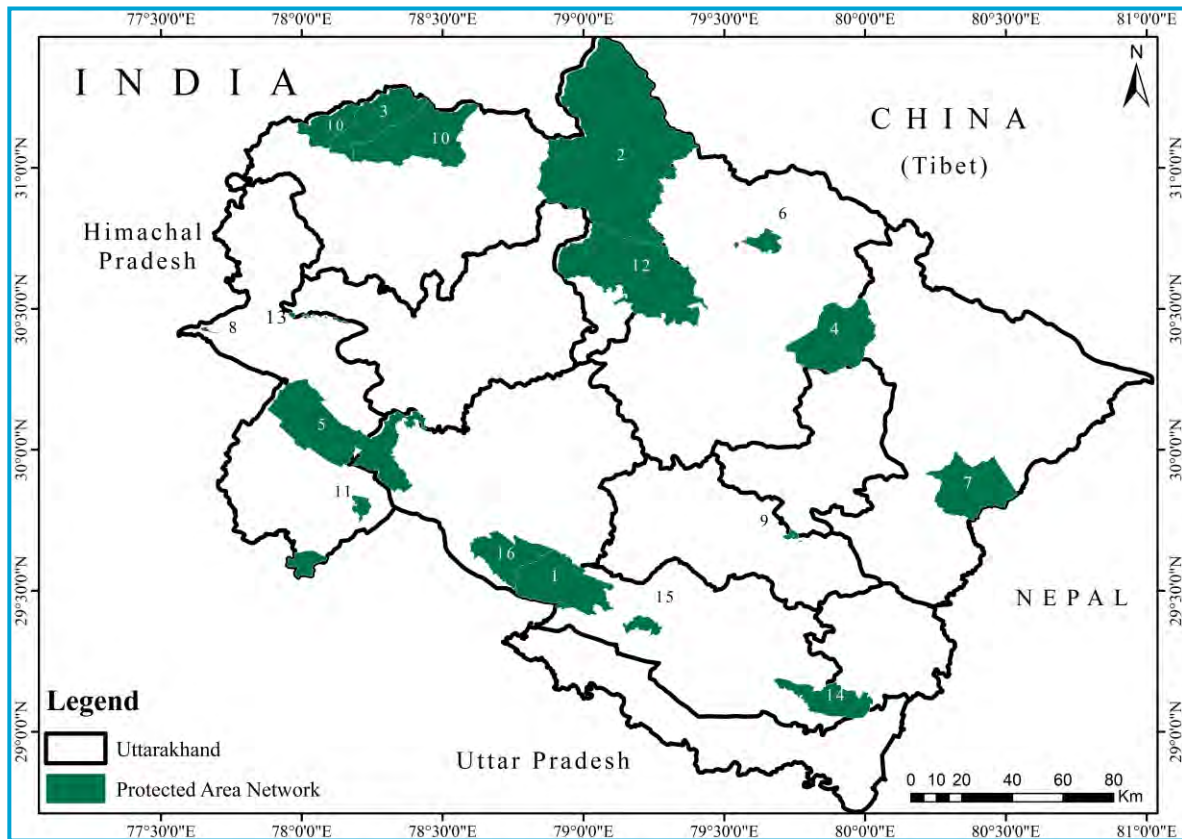 77°30'0"E 78°0'0"E 78°30'0"E 79°0'0"E 79°30'0"E 80°0'0"E 80°30'0"E 81°0'0"E
INDIA
N
CHINA
(Tibet)
3
10
10
2
31°0'0"N
31°0'0"N
6
Himachal
Pradesh
12
30°30'0"N
13
8
4
30°30'0"N
5
30°0'0"N
30°0'0"N
11
7
9
16
1
29°30'0"N
15
NEPAL
29°30'0"N
14
Legend
Uttarakhand
Protected Area Network
29°0'0"N
Uttar Pradesh
29°0'0"N
0 10 20 40 60 80
Km
77°30'0"E 78°0'0"E 78°30'0"E 79°0'0"E 79°30'0"E 80°0'0"E 80°30'0"E 81°0'0"E